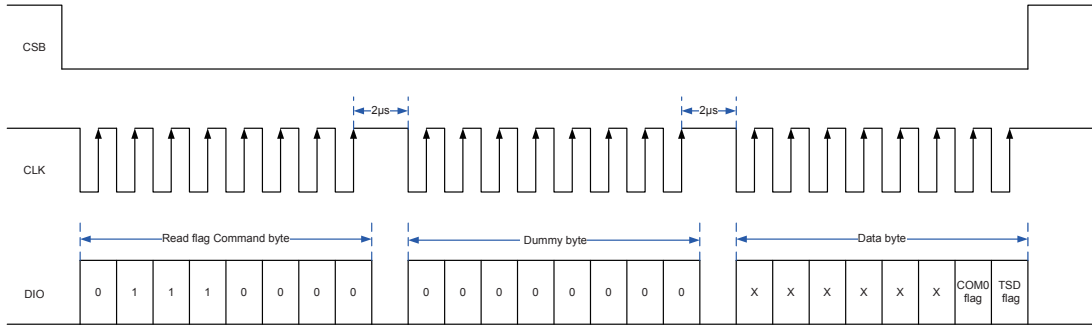 CSB
2μs
2μs
CLK
Read flag Command byte
Dummy byte
Data byte
DIO
0 1 1 1 0 0 0 0
0 0 0 0 0 0 0 0
X X X X X X COM0 flag TSD flag